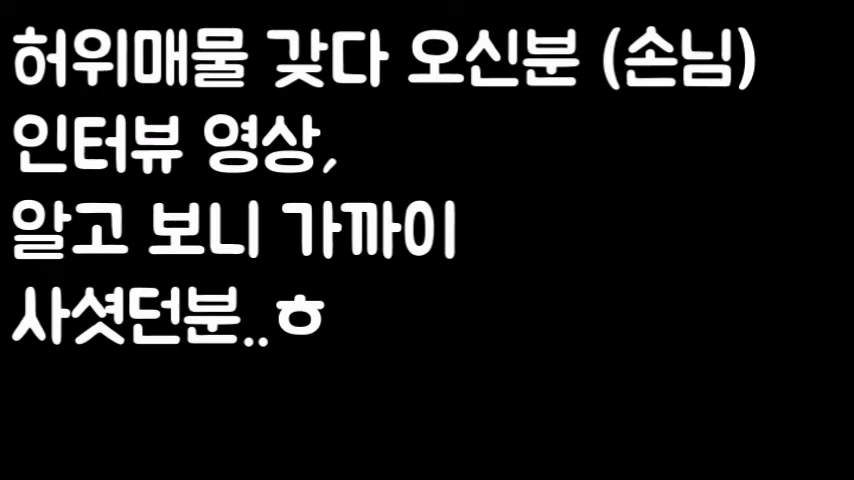 허위매물 갖다 오신분 (손님)
인터뷰 영상,
알고 보니 가까이
사셧던분..ㅎ